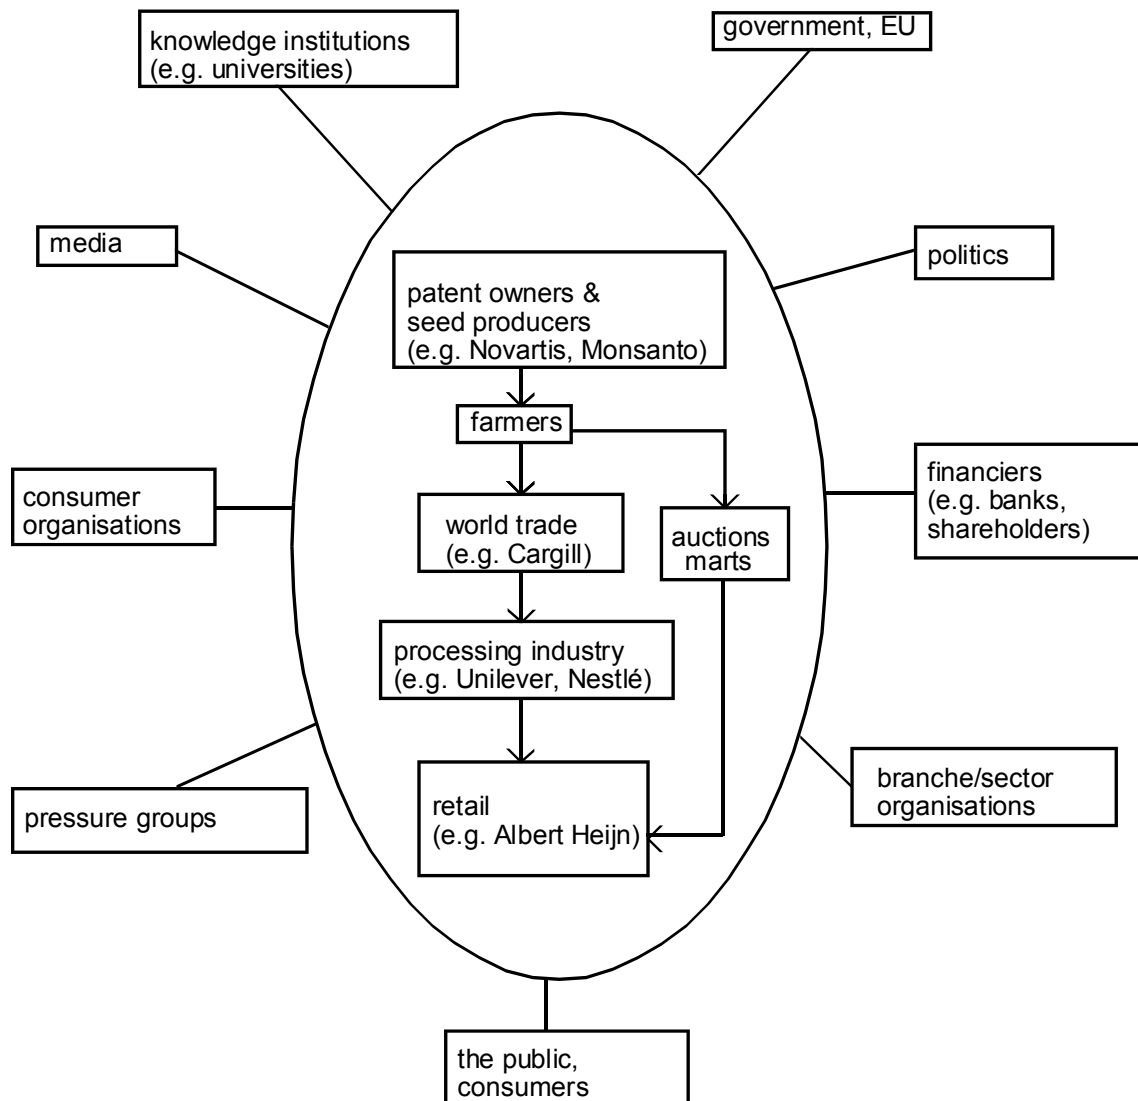 knowledge institutions
(e.g. universities)
government, EU
media
politics
patent owners &
seed producers
(e.g. Novartis, Monsanto)
farmers
consumer
organisations
world trade
(e.g. Cargill)
auctions
marts
financiers
(e.g. banks,
shareholders)
processing industry
(e.g. Unilever, Nestlé)
pressure groups
retail
(e.g. Albert Heijn)
branche/sector
organisations
the public,
consumers